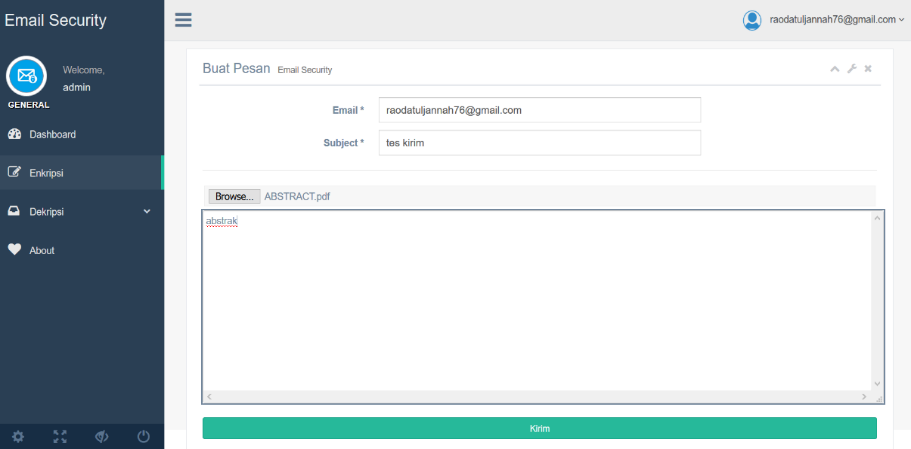 Email Security
raodatuljannah76@gmail.com
Welcome,
admin
GENERAL
Dashboard
Enkripsi
Dekripsi
About
Buat Pesan Email Security
Email * raodatuljannah76@gmail.com
Subject * tes kirim
Browse... ABSTRACT.pdf
abstrak
Kirim